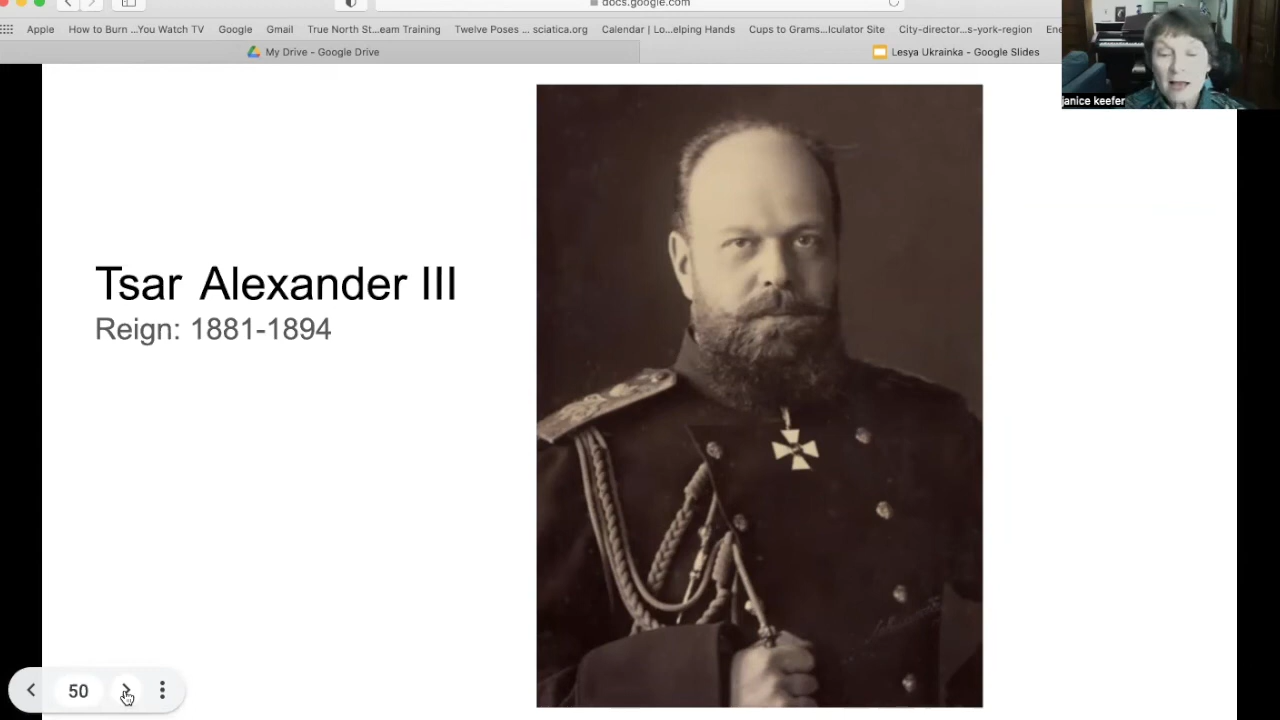 docs.google.com
Apple How to Burn ...You Watch TV Google Gmail True North St...eam Training Twelve Poses ... sciatica.org Calendar | Lo...elping Hands Cups to Grams...lculator Site City-director...s-york-region Ene
My Drive - Google Drive Lesya Ukrainka - Google Slides
janice keefer
Tsar Alexander III
Reign: 1881-1894
50